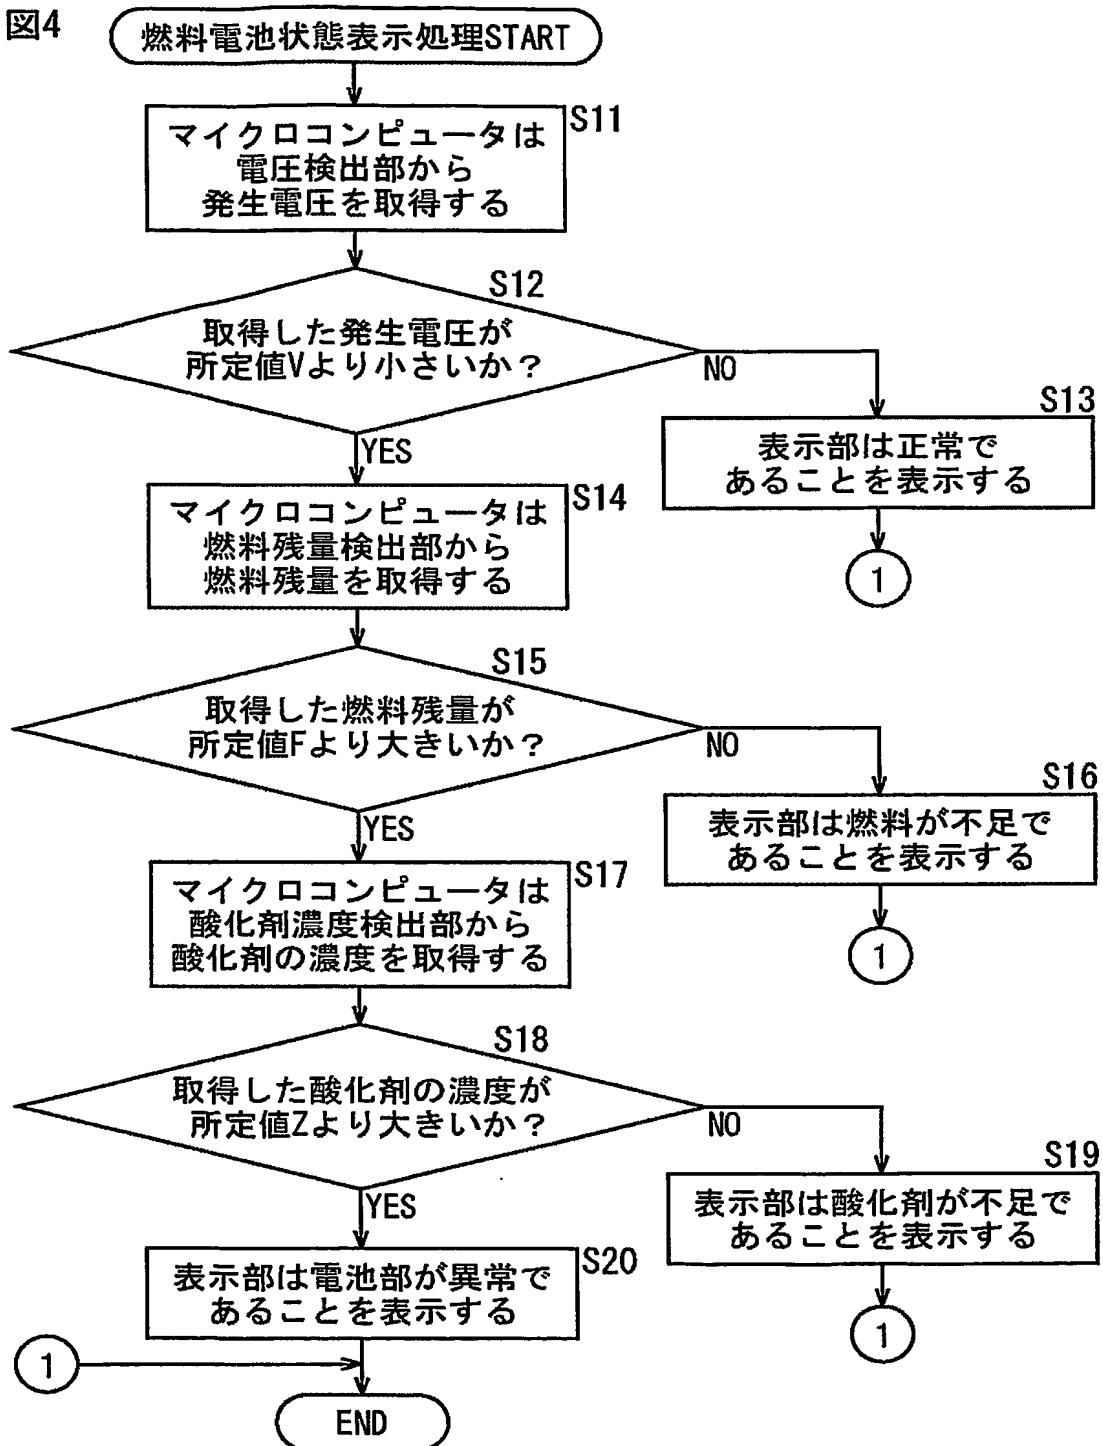 図4
燃料電池状態表示処理START
S11
マイクロコンピュータは
電圧検出部から
発生電圧を取得する
S12
取得した発生電圧が
所定値Vより小さいか？
NO
YES
S13
表示部は正常で
あることを表示する
1
S14
マイクロコンピュータは
燃料残量検出部から
燃料残量を取得する
S15
取得した燃料残量が
所定値Fより大きいか？
NO
YES
S16
表示部は燃料が不足で
あることを表示する
1
S17
マイクロコンピュータは
酸化剤濃度検出部から
酸化剤の濃度を取得する
S18
取得した酸化剤の濃度が
所定値Zより大きいか？
NO
YES
S19
表示部は酸化剤が不足で
あることを表示する
1
S20
表示部は電池部が異常で
あることを表示する
1
END